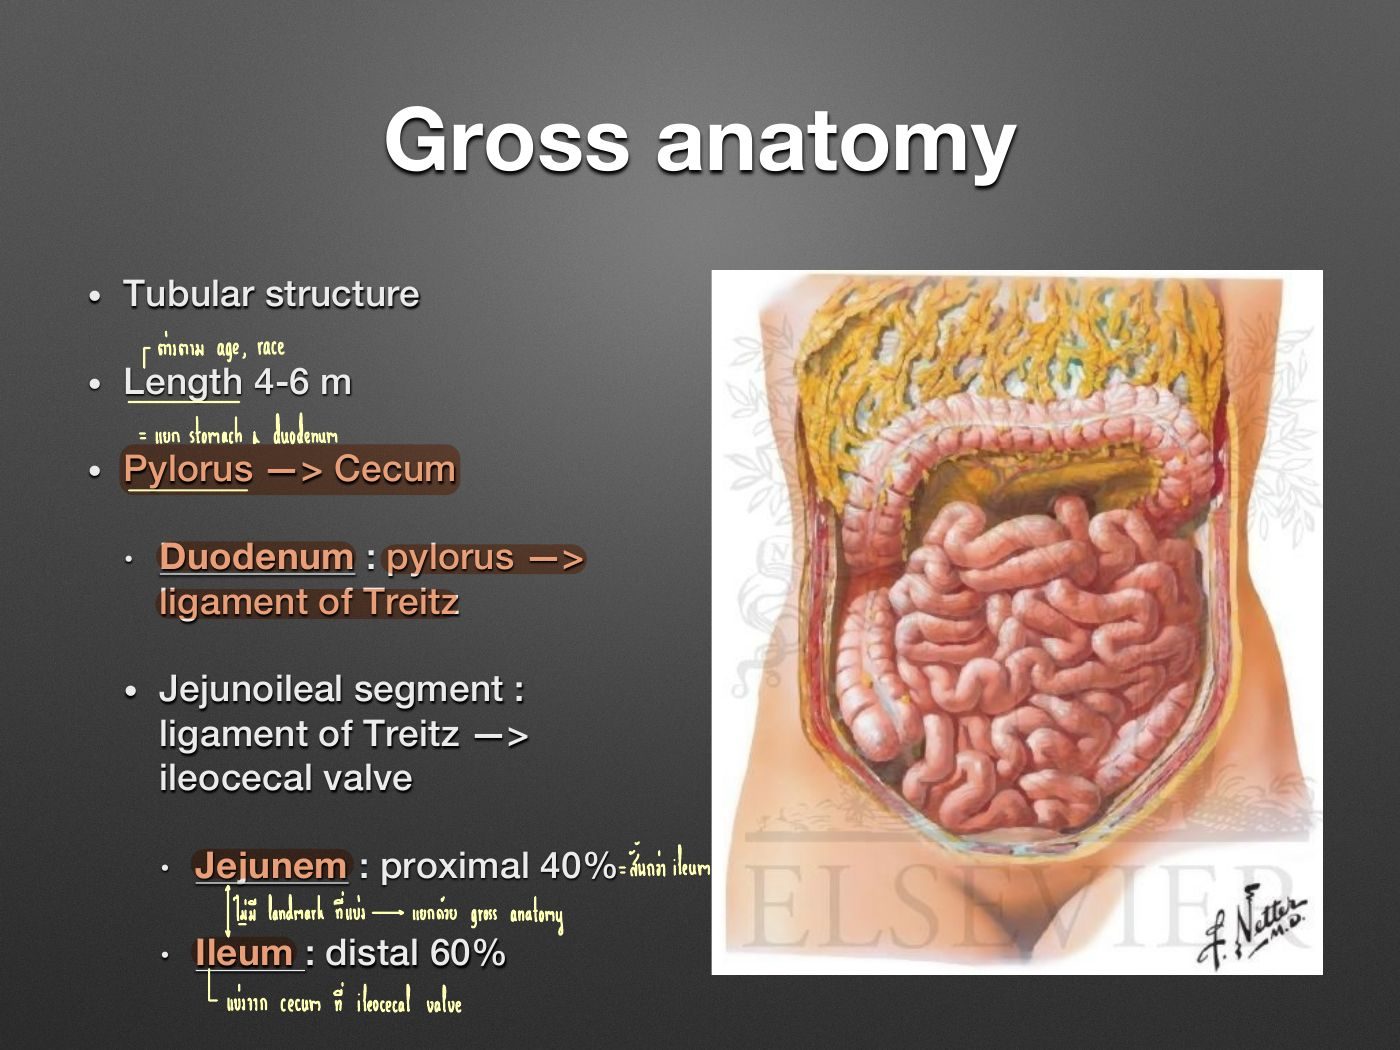 Gross anatomy
• Tubular structure
ต่างตาม age, race
• Length 4-6 m
= แยก stomach & duodenum
• Pylorus —> Cecum
• Duodenum : pylorus —>
ligament of Treitz
• Jejunoileal segment :
ligament of Treitz —>
ileocecal valve
• Jejunem : proximal 40% =สั้นกว่า ileum
ไม่มี landmark ที่แบ่ง → แยกด้วย gross anatomy
• Ileum : distal 60%
แบ่งจาก cecum ที่ ileocecal valve
ELSEVIER
F. Netter
M.D.